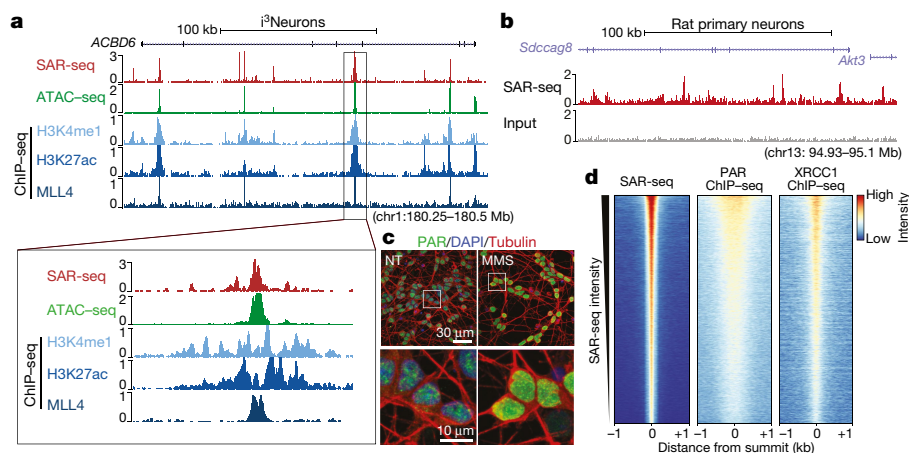 a
i³Neurons
100 kb
ACBD6
SAR-seq
3
0
ATAC–seq
2
0
ChIP–seq
H3K4me1
1
0
H3K27ac
1
0
MLL4
1
0
(chr1:180.25–180.5 Mb)
SAR-seq
3
0
ATAC–seq
2
0
ChIP–seq
H3K4me1
1
0
H3K27ac
1
0
MLL4
1
0
b
Rat primary neurons
100 kb
Sdccag8
Akt3
SAR-seq
2
0
Input
2
0
(chr13: 94.93–95.1 Mb)
c
PAR/DAPI/Tubulin
NT
MMS
30 μm
10 μm
d
SAR-seq
PAR
ChIP–seq
XRCC1
ChIP–seq
High
Low
Intensity
SAR-seq intensity
−1 0 +1 −1 0 +1 −1 0 +1
Distance from summit (kb)